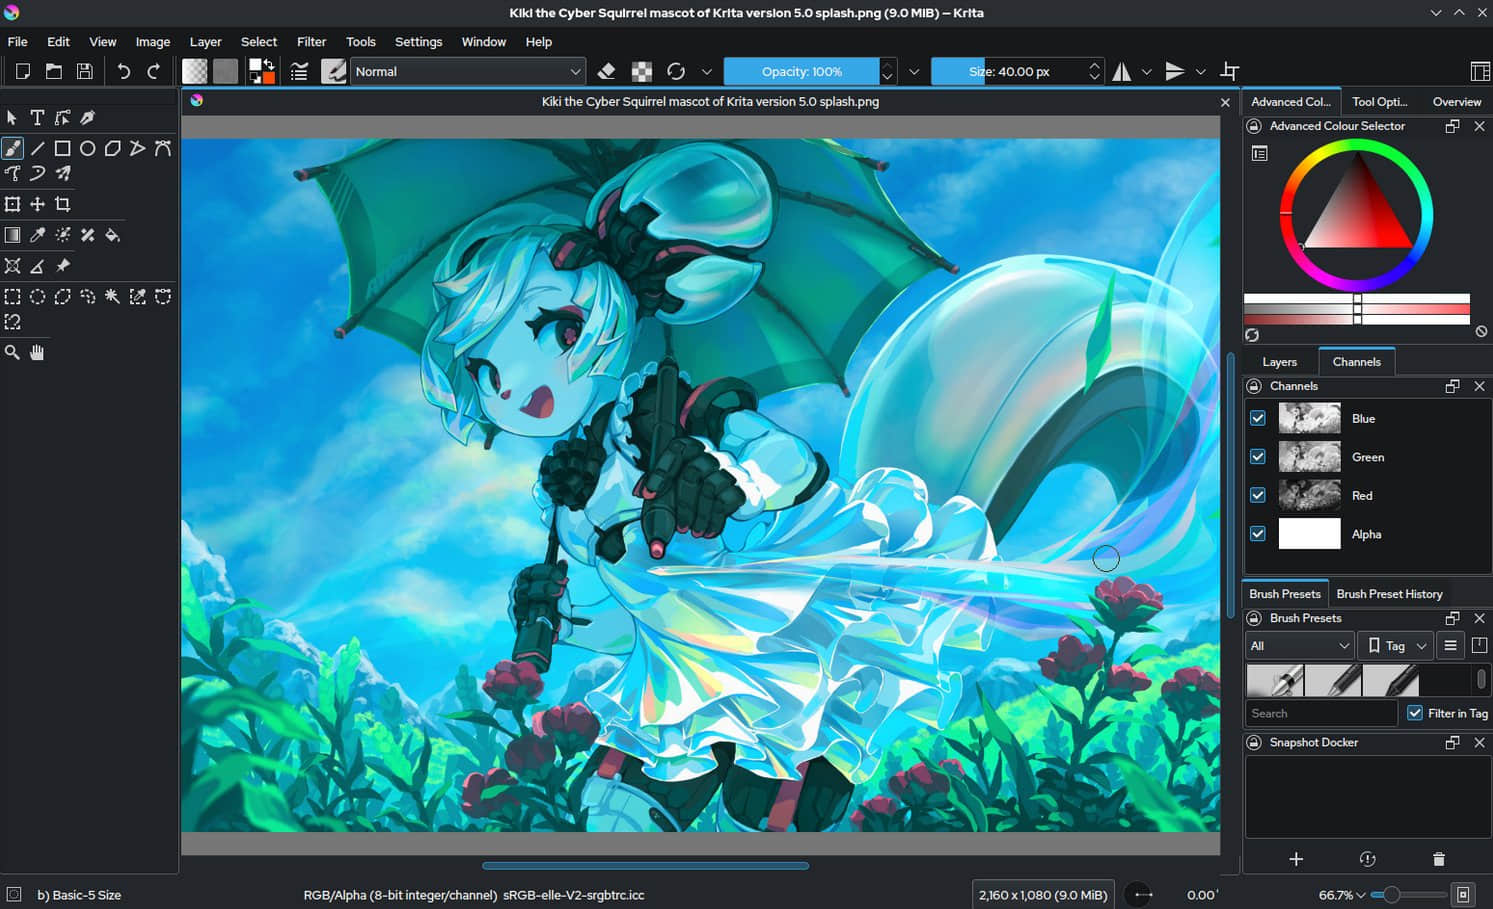 Kiki the Cyber Squirrel mascot of Krita version 5.0 splash.png (9.0 MiB) — Krita
File Edit View Image Layer Select Filter Tools Settings Window Help
Normal Opacity: 100% Size: 40.00 px
Kiki the Cyber Squirrel mascot of Krita version 5.0 splash.png
Advanced Col... Tool Opti... Overview
Advanced Colour Selector
Layers Channels
Channels
Blue
Green
Red
Alpha
Brush Presets Brush Preset History
Brush Presets
All Tag
Search Filter in Tag
Snapshot Docker
b) Basic-5 Size RGB/Alpha (8-bit integer/channel) sRGB-elle-V2-srgbtrc.icc 2,160 x 1,080 (9.0 MiB) 0.00° 66.7%